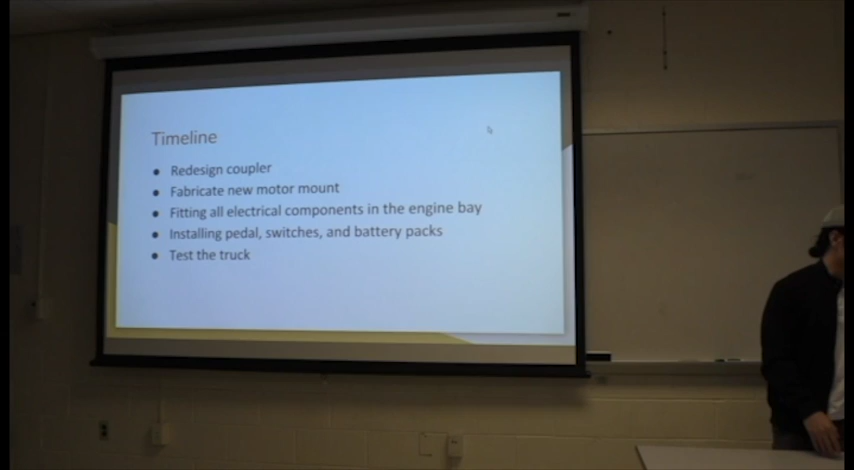 Timeline
● Redesign coupler
● Fabricate new motor mount
● Fitting all electrical components in the engine bay
● Installing pedal, switches, and battery packs
● Test the truck